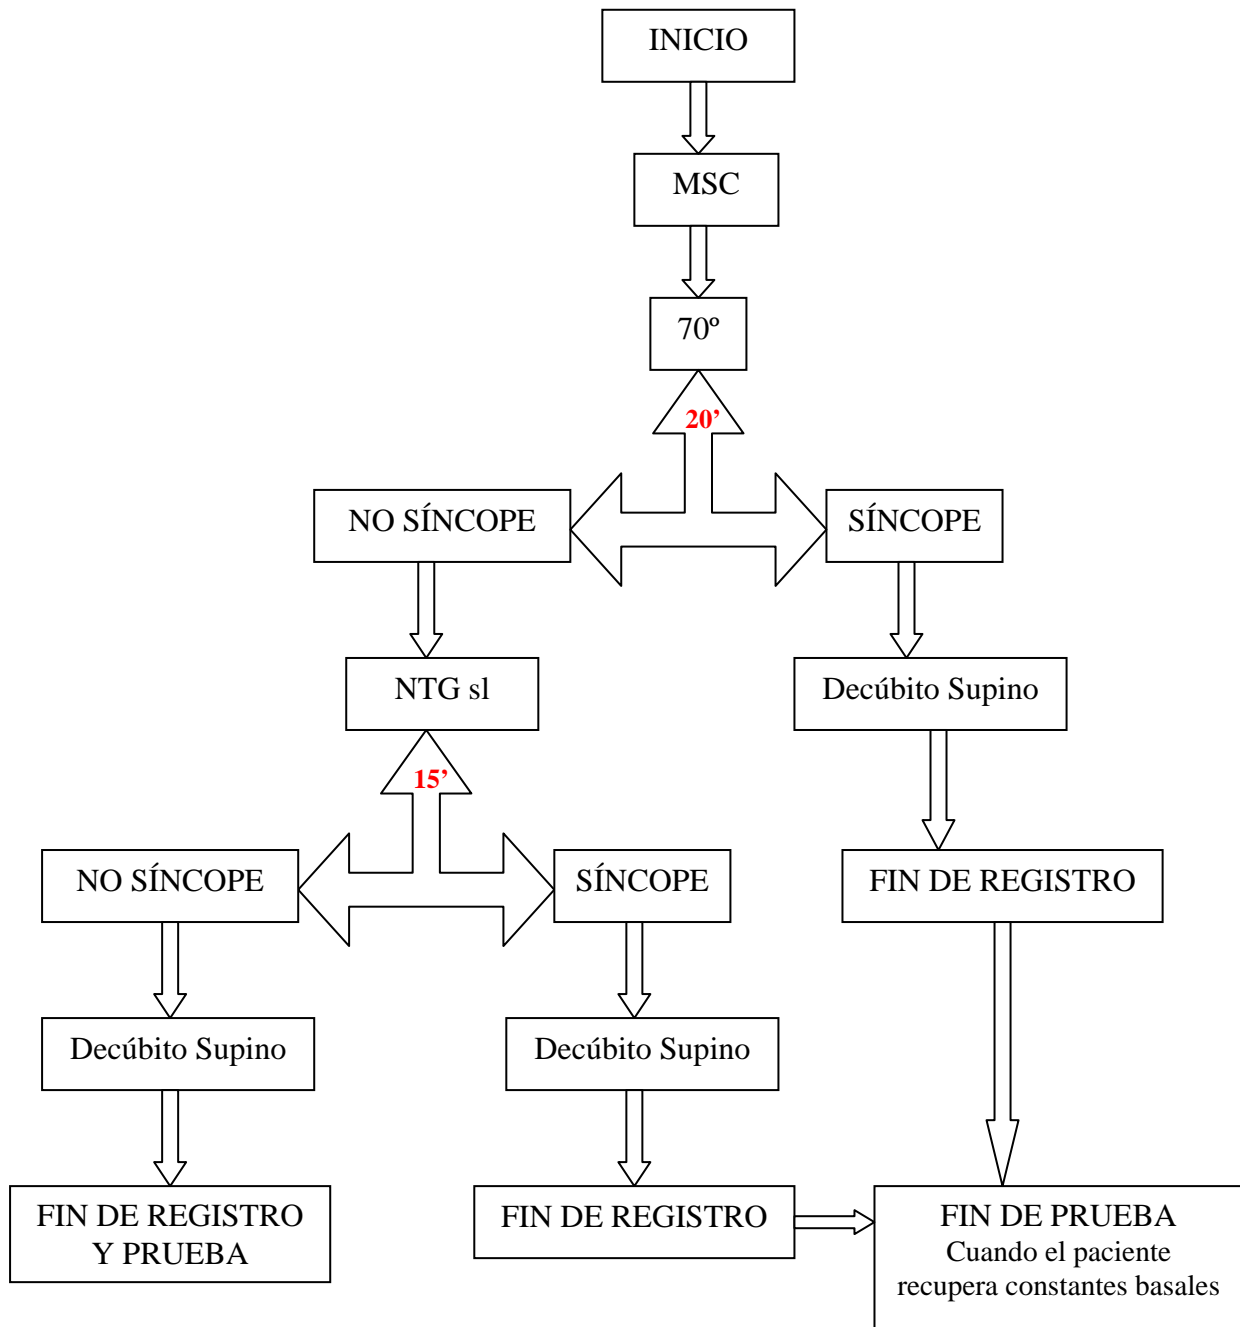 INICIO
MSC
70º
20’
NO SÍNCOPE
SÍNCOPE
NTG sl
Decúbito Supino
15’
NO SÍNCOPE
SÍNCOPE
FIN DE REGISTRO
Decúbito Supino
Decúbito Supino
FIN DE REGISTRO
Y PRUEBA
FIN DE REGISTRO
FIN DE PRUEBA
Cuando el paciente
recupera constantes basales